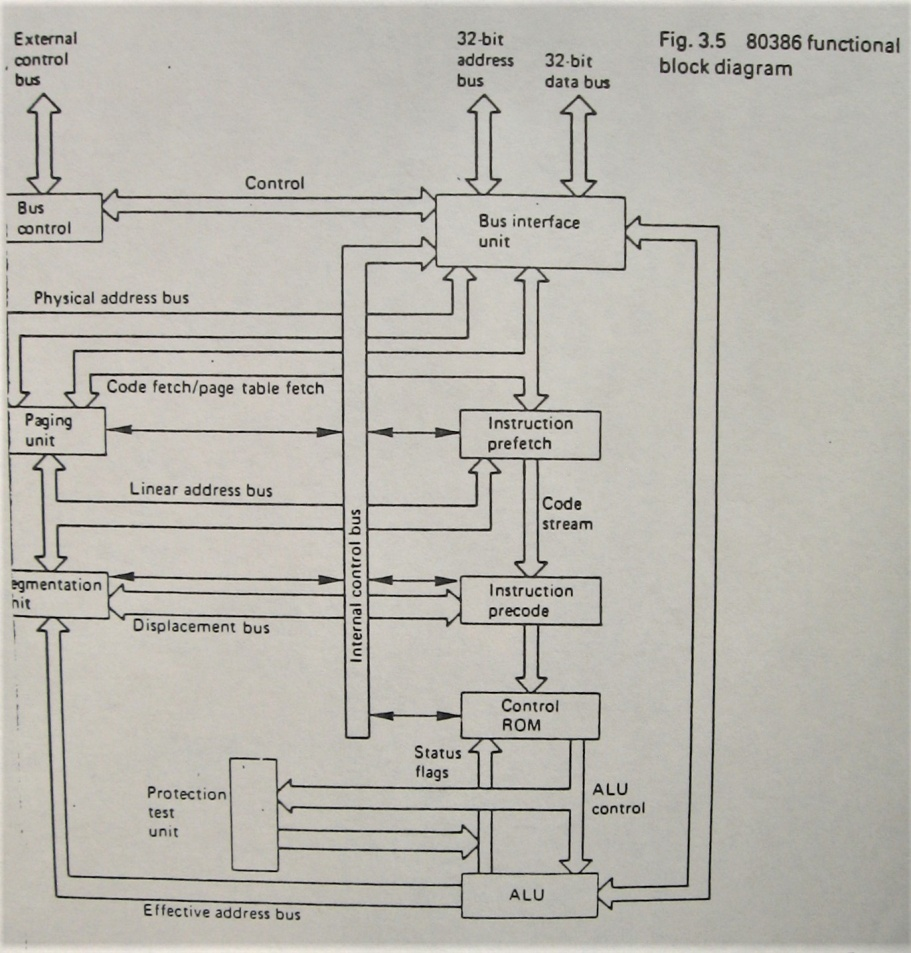 External
control
bus
32-bit
address
bus
32-bit
data bus
Fig. 3.5 80386 functional
block diagram
Control
Bus
control
Bus interface
unit
Physical address bus
Code fetch/page table fetch
Paging
unit
Instruction
prefetch
Linear address bus
Code
stream
Internal control bus
egmentation
nit
Instruction
precode
Displacement bus
Control
ROM
Status
flags
Protection
test
unit
ALU
control
ALU
Effective address bus